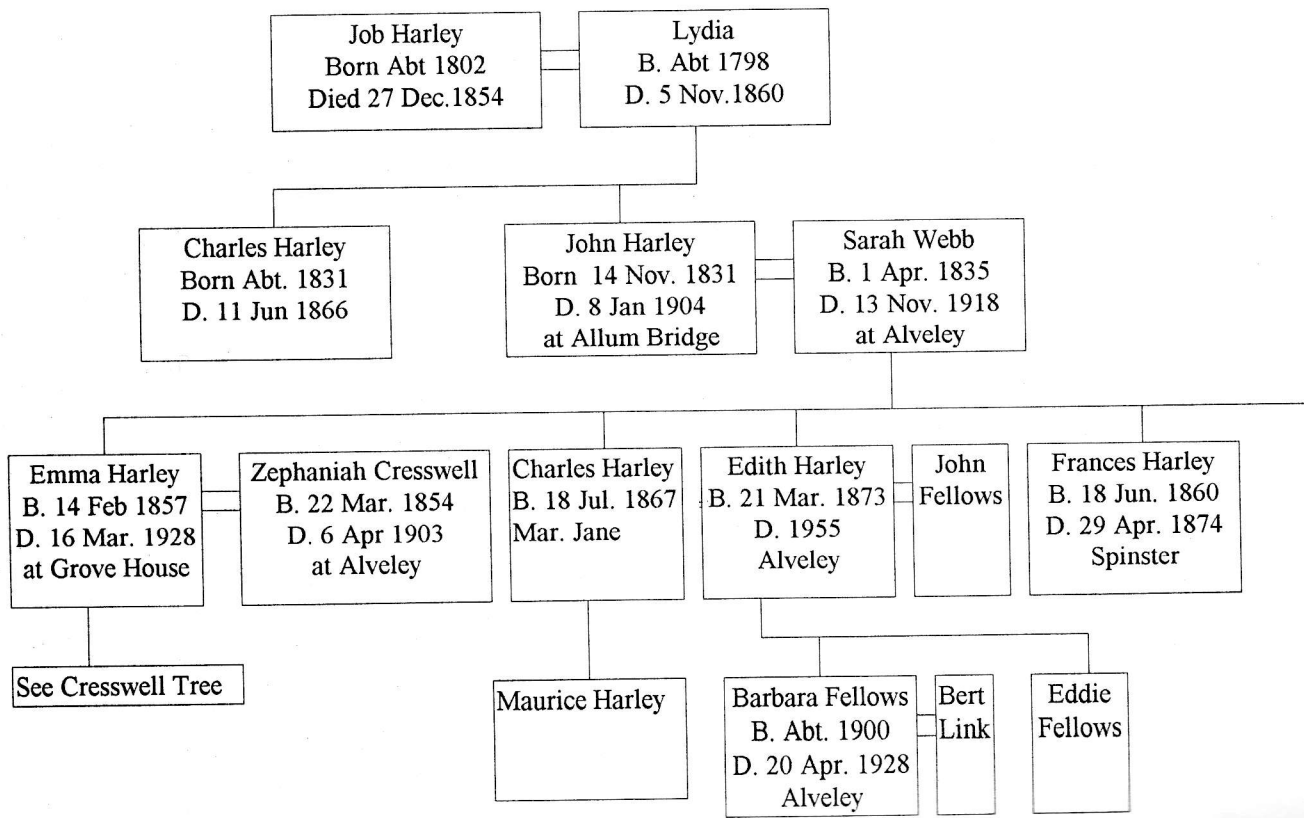 Job Harley
Born Abt 1802
Died 27 Dec.1854
Lydia
B. Abt 1798
D. 5 Nov.1860
Charles Harley
Born Abt. 1831
D. 11 Jun 1866
John Harley
Born 14 Nov. 1831
D. 8 Jan 1904
at Allum Bridge
Sarah Webb
B. 1 Apr. 1835
D. 13 Nov. 1918
at Alveley
Emma Harley
B. 14 Feb 1857
D. 16 Mar. 1928
at Grove House
Zephaniah Cresswell
B. 22 Mar. 1854
D. 6 Apr 1903
at Alveley
Charles Harley
B. 18 Jul. 1867
Mar. Jane
Edith Harley
B. 21 Mar. 1873
D. 1955
Alveley
John
Fellows
Frances Harley
B. 18 Jun. 1860
D. 29 Apr. 1874
Spinster
See Cresswell Tree
Maurice Harley
Barbara Fellows
B. Abt. 1900
D. 20 Apr. 1928
Alveley
Bert
Link
Eddie
Fellows